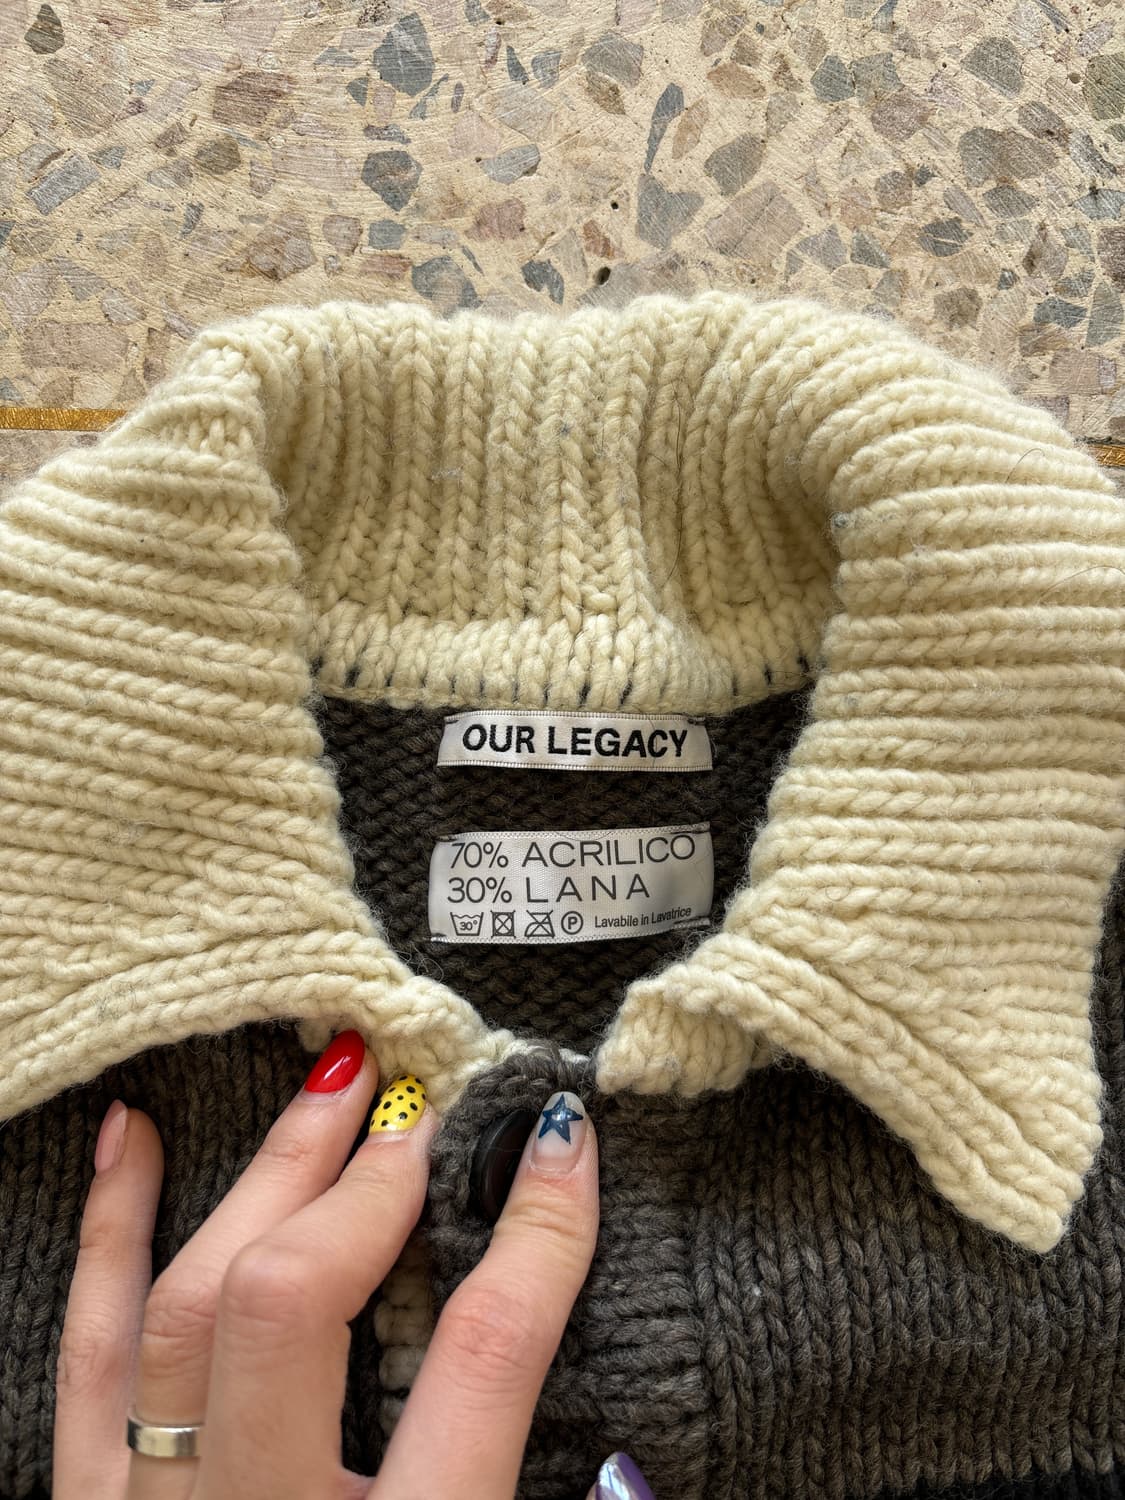 OUR LEGACY
70% ACRILICO
30% LANA
30° P Lavabile in Lavatrice